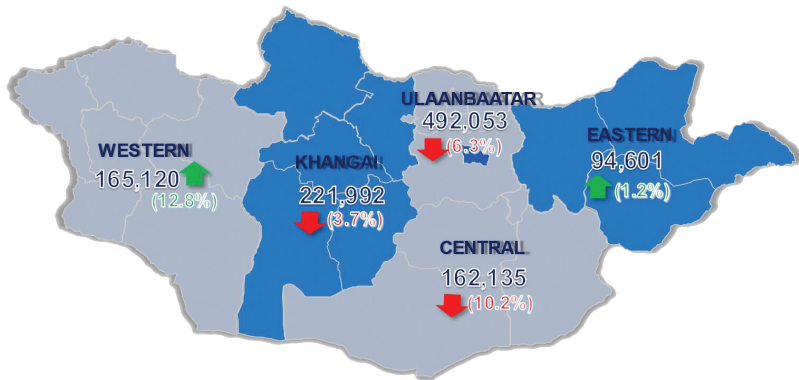 ULAANBAATAR
492,053
(6.3%)
WESTERN
165,120
(12.8%)
KHANGAI
221,992
(3.7%)
EASTERN
94,601
(1.2%)
CENTRAL
162,135
(10.2%)